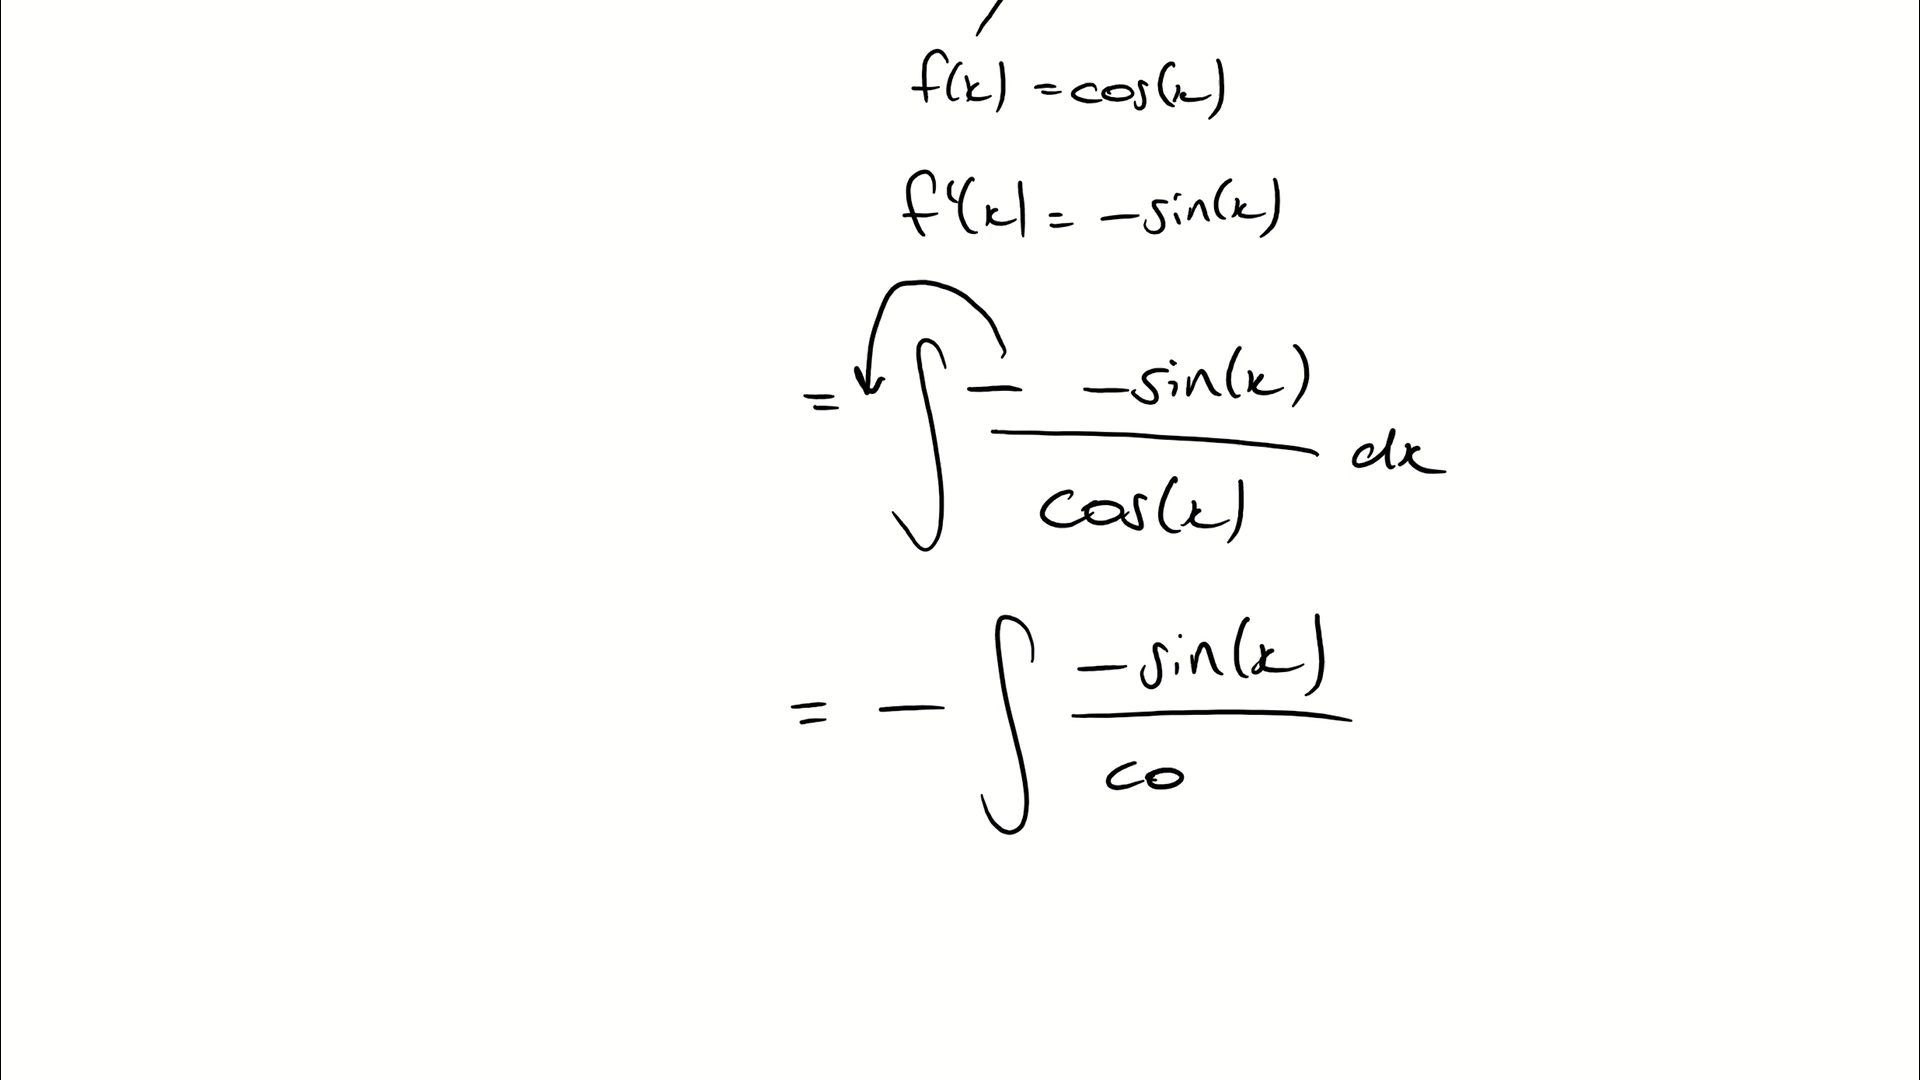 f(x) = cos(x)
f'(x) = -sin(x)
= ∫ - -sin(x)/cos(x) dx
= - ∫ -sin(x)/co